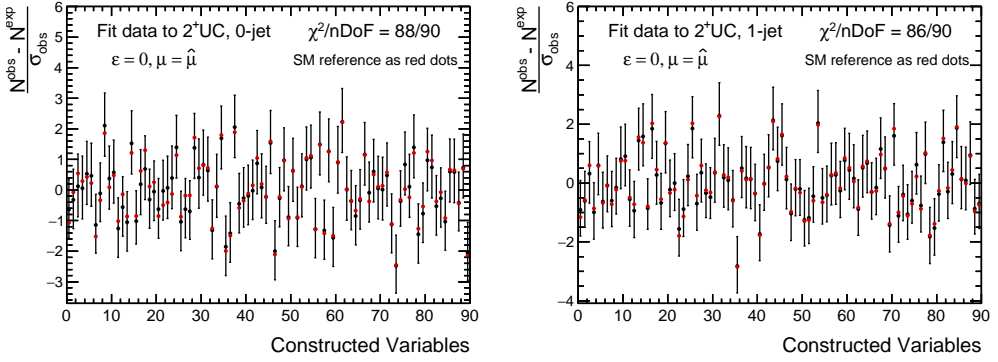 N^obs - N^exp
σ_obs
Fit data to 2⁺UC, 0-jet χ²/nDoF = 88/90
ε = 0, μ = μ̂
SM reference as red dots
6
5
4
3
2
1
0
−1
−2
−3
0 10 20 30 40 50 60 70 80 90
Constructed Variables
N^obs - N^exp
σ_obs
Fit data to 2⁺UC, 1-jet χ²/nDoF = 86/90
ε = 0, μ = μ̂
SM reference as red dots
6
4
2
0
−2
−4
0 10 20 30 40 50 60 70 80 90
Constructed Variables